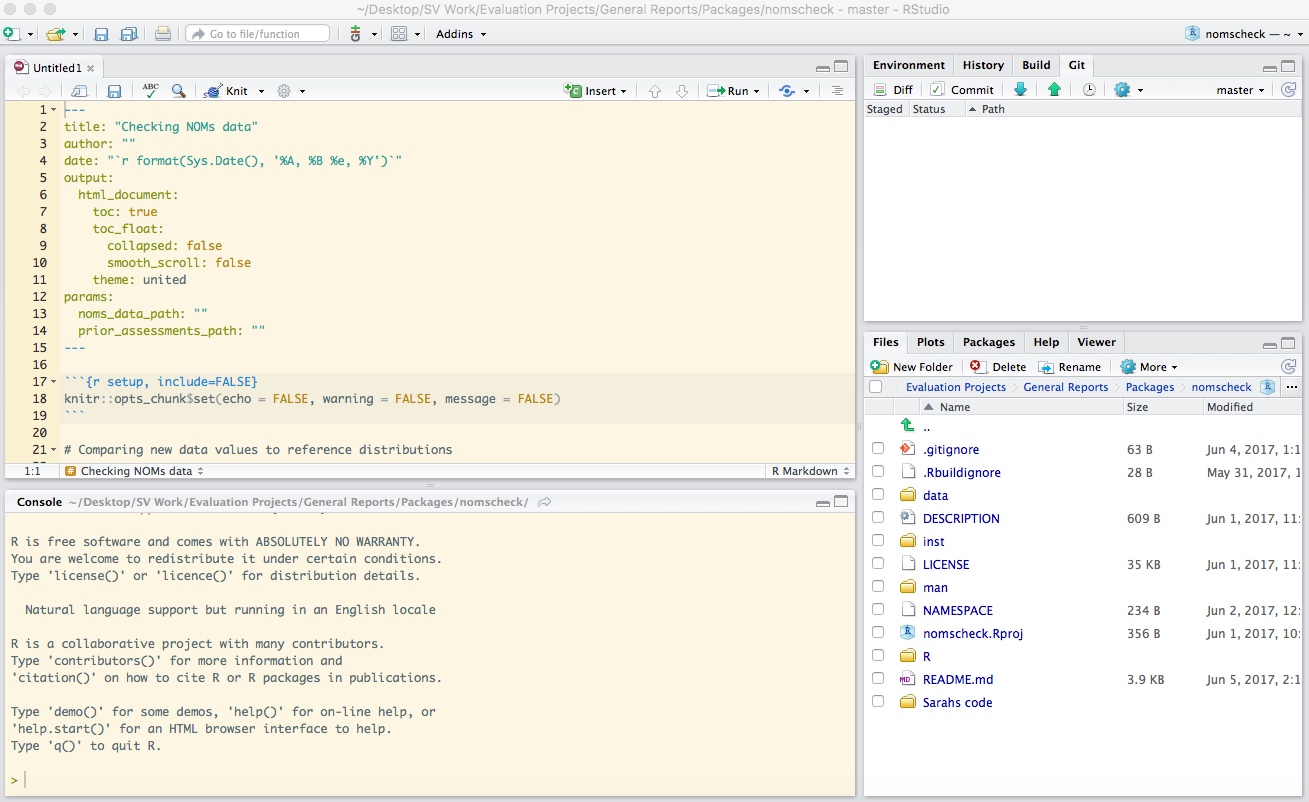 ~/Desktop/SV Work/Evaluation Projects/General Reports/Packages/nomscheck - master - RStudio
Go to file/function
Addins
nomscheck — ~
Untitled1
ABC
Knit
Insert
Run
1 ---
2 title: "Checking NOMs data"
3 author: ""
4 date: "`r format(Sys.Date(), '%A, %B %e, %Y')`"
5 output:
6 html_document:
7 toc: true
8 toc_float:
9 collapsed: false
10 smooth_scroll: false
11 theme: united
12 params:
13 noms_data_path: ""
14 prior_assessments_path: ""
15 ---
16
17 ```{r setup, include=FALSE}
18 knitr::opts_chunk$set(echo = FALSE, warning = FALSE, message = FALSE)
19 ```
20
21 # Comparing new data values to reference distributions
1:1 # Checking NOMs data R Markdown
Console ~/Desktop/SV Work/Evaluation Projects/General Reports/Packages/nomscheck/
R is free software and comes with ABSOLUTELY NO WARRANTY.
You are welcome to redistribute it under certain conditions.
Type 'license()' or 'licence()' for distribution details.
Natural language support but running in an English locale
R is a collaborative project with many contributors.
Type 'contributors()' for more information and
'citation()' on how to cite R or R packages in publications.
Type 'demo()' for some demos, 'help()' for on-line help, or
'help.start()' for an HTML browser interface to help.
Type 'q()' to quit R.
>
Environment History Build Git
Diff Commit master
Staged Status Path
Files Plots Packages Help Viewer
New Folder Delete Rename More
Evaluation Projects General Reports Packages nomscheck R ...
Name Size Modified
..
.gitignore 63 B Jun 4, 2017, 1:1
.Rbuildignore 28 B May 31, 2017, 1
data
DESCRIPTION 609 B Jun 1, 2017, 11:
inst
LICENSE 35 KB Jun 1, 2017, 11:
man
NAMESPACE 234 B Jun 2, 2017, 12:
nomscheck.Rproj 356 B Jun 1, 2017, 10:
R
MD README.md 3.9 KB Jun 5, 2017, 2:1
Sarahs code